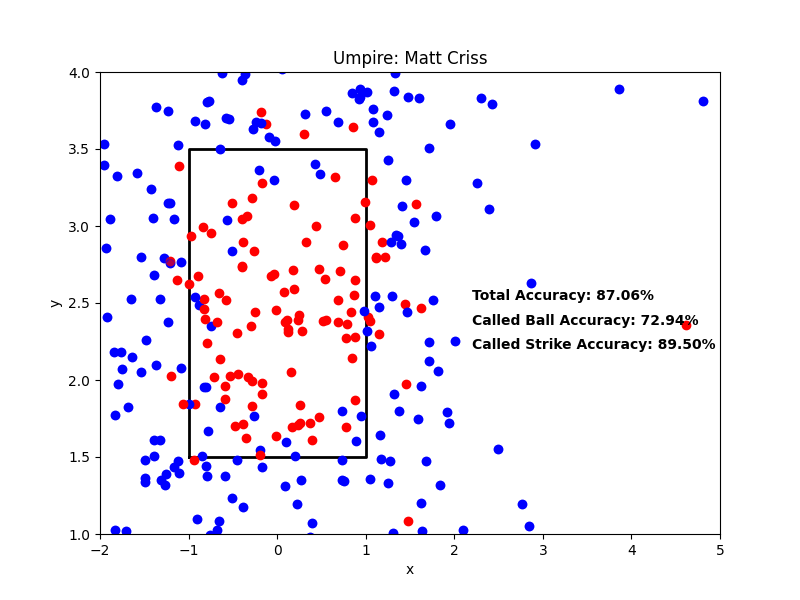 Umpire: Matt Criss
4.0
3.5
3.0
2.5
2.0
1.5
1.0
y
Total Accuracy: 87.06%
Called Ball Accuracy: 72.94%
Called Strike Accuracy: 89.50%
−2
−1
0
1
2
3
4
5
x